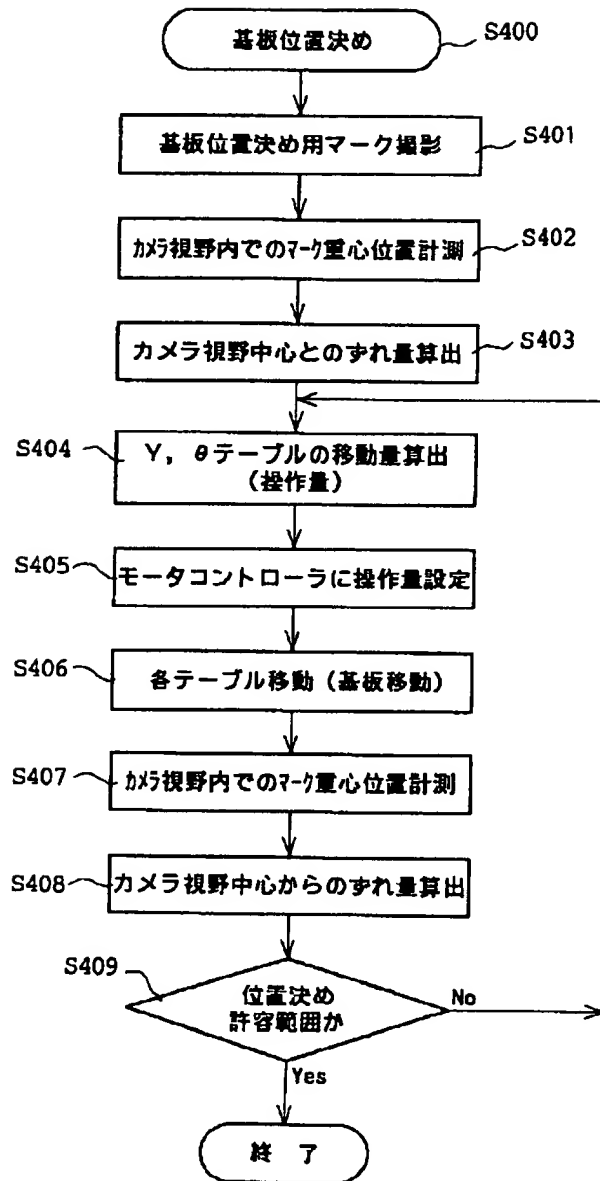 基板位置決め
S400
基板位置決め用マーク撮影
S401
カメラ視野内でのマーク重心位置計測
S402
カメラ視野中心とのずれ量算出
S403
S404
Y, θテーブルの移動量算出
(操作量)
S405
モータコントローラに操作量設定
S406
各テーブル移動(基板移動)
S407
カメラ視野内でのマーク重心位置計測
S408
カメラ視野中心からのずれ量算出
S409
位置決め
許容範囲か
No
Yes
終 了